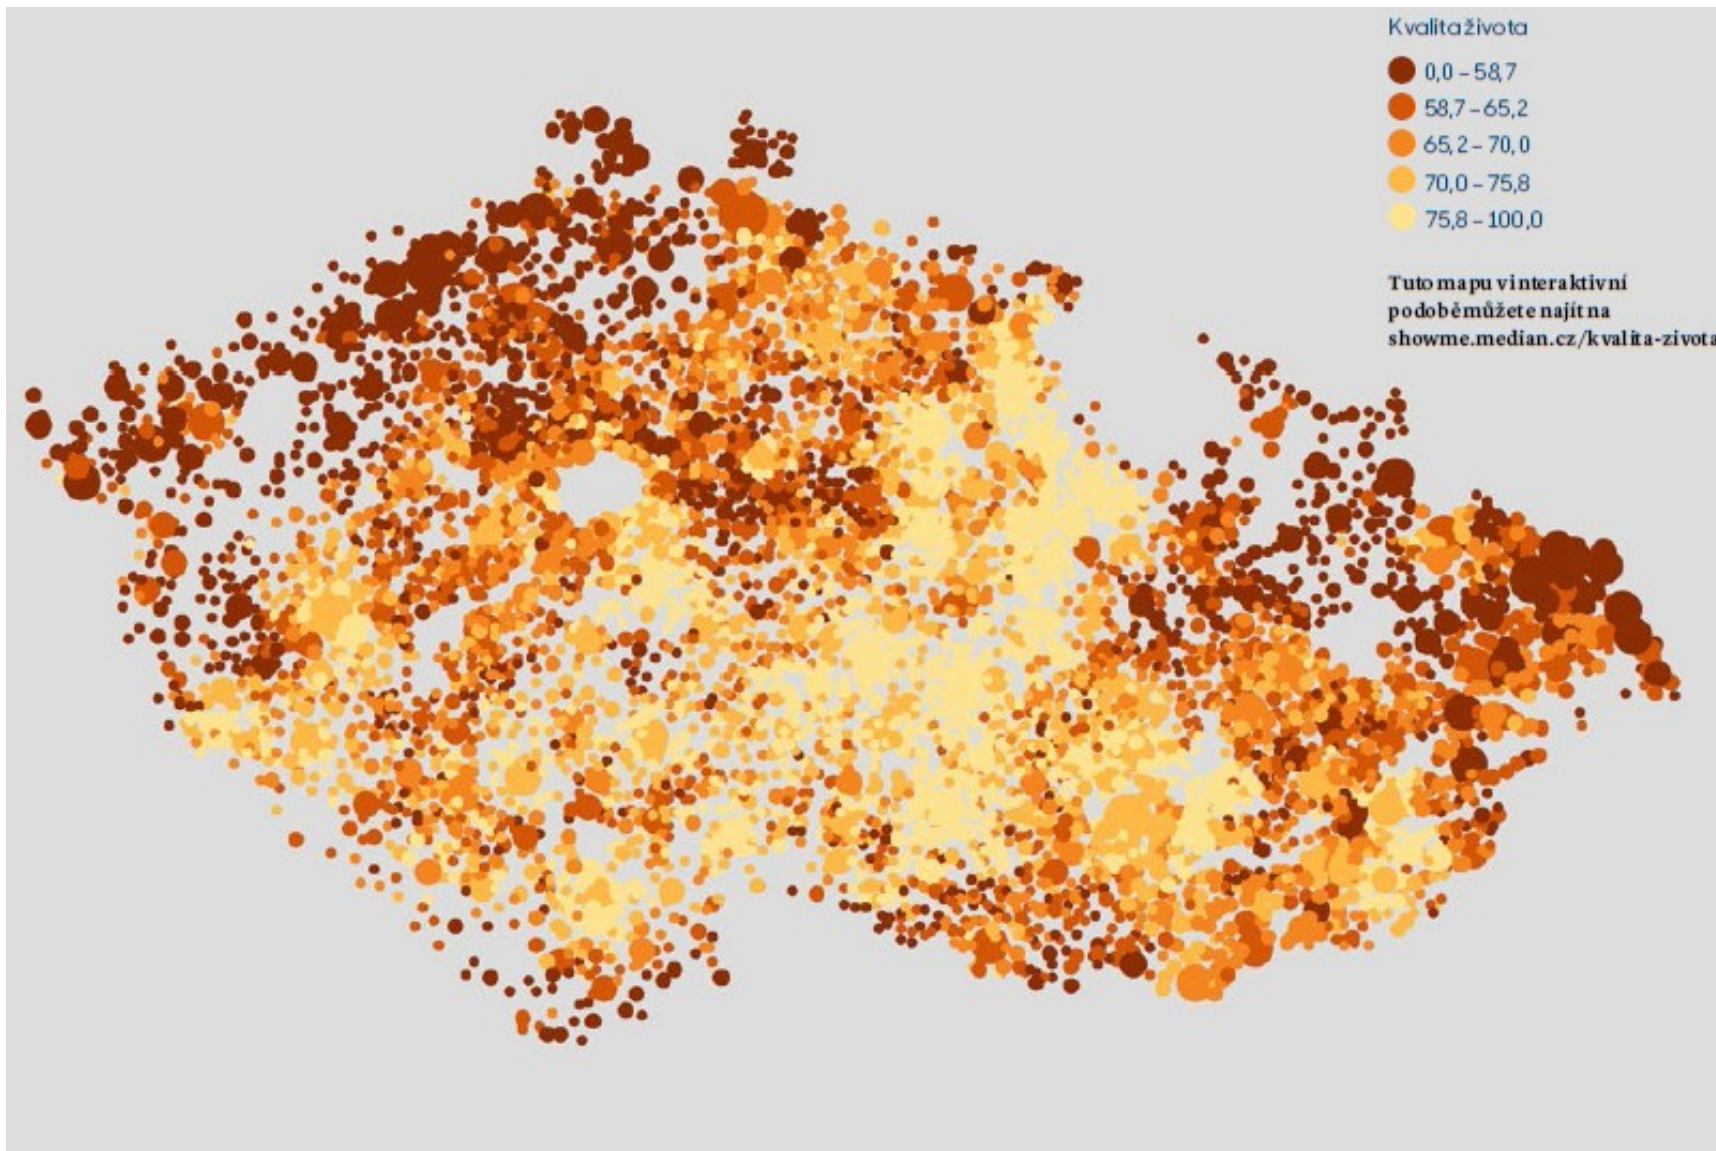 Kvalita života
0,0 – 58,7
58,7 – 65,2
65,2 – 70,0
70,0 – 75,8
75,8 – 100,0
Tuto mapu v interaktivní
podobě můžete najít na
showme.median.cz/kvalita-zivota